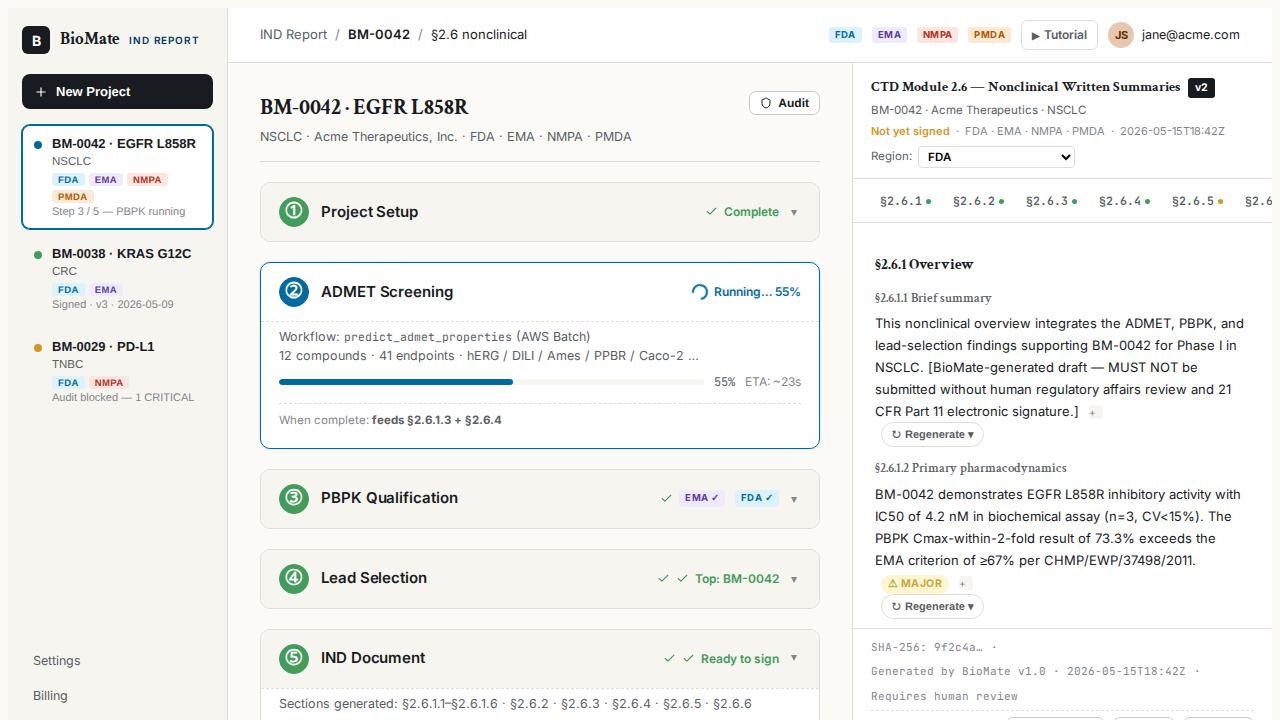 B BioMate IND REPORT
+ New Project
BM-0042 · EGFR L858R
NSCLC
FDA EMA NMPA
PMDA
Step 3 / 5 — PBPK running
BM-0038 · KRAS G12C
CRC
FDA EMA
Signed · v3 · 2026-05-09
BM-0029 · PD-L1
TNBC
FDA NMPA
Audit blocked — 1 CRITICAL
Settings
Billing
IND Report / BM-0042 / §2.6 nonclinical
FDA EMA NMPA PMDA ▶ Tutorial JS jane@acme.com
BM-0042 · EGFR L858R
Audit
NSCLC · Acme Therapeutics, Inc. · FDA · EMA · NMPA · PMDA
① Project Setup ✓ Complete ▼
② ADMET Screening Running... 55%
Workflow: predict_admet_properties (AWS Batch)
12 compounds · 41 endpoints · hERG / DILI / Ames / PPBR / Caco-2 ...
55% ETA: ~23s
When complete: feeds §2.6.1.3 + §2.6.4
③ PBPK Qualification ✓ EMA ✓ FDA ✓ ▼
④ Lead Selection ✓ ✓ Top: BM-0042 ▼
⑤ IND Document ✓ ✓ Ready to sign ▼
Sections generated: §2.6.1.1–§2.6.1.6 · §2.6.2 · §2.6.3 · §2.6.4 · §2.6.5 · §2.6.6
CTD Module 2.6 — Nonclinical Written Summaries v2
BM-0042 · Acme Therapeutics · NSCLC
Not yet signed · FDA · EMA · NMPA · PMDA · 2026-05-15T18:42Z
Region: FDA
§2.6.1 §2.6.2 §2.6.3 §2.6.4 §2.6.5 §2.6
§2.6.1 Overview
§2.6.1.1 Brief summary
This nonclinical overview integrates the ADMET, PBPK, and
lead-selection findings supporting BM-0042 for Phase I in
NSCLC. [BioMate-generated draft — MUST NOT be
submitted without human regulatory affairs review and 21
CFR Part 11 electronic signature.] +
↻ Regenerate ▾
§2.6.1.2 Primary pharmacodynamics
BM-0042 demonstrates EGFR L858R inhibitory activity with
IC50 of 4.2 nM in biochemical assay (n=3, CV<15%). The
PBPK Cmax-within-2-fold result of 73.3% exceeds the
EMA criterion of ≥67% per CHMP/EWP/37498/2011.
⚠ MAJOR +
↻ Regenerate ▾
SHA-256: 9f2c4a… ·
Generated by BioMate v1.0 · 2026-05-15T18:42Z ·
Requires human review